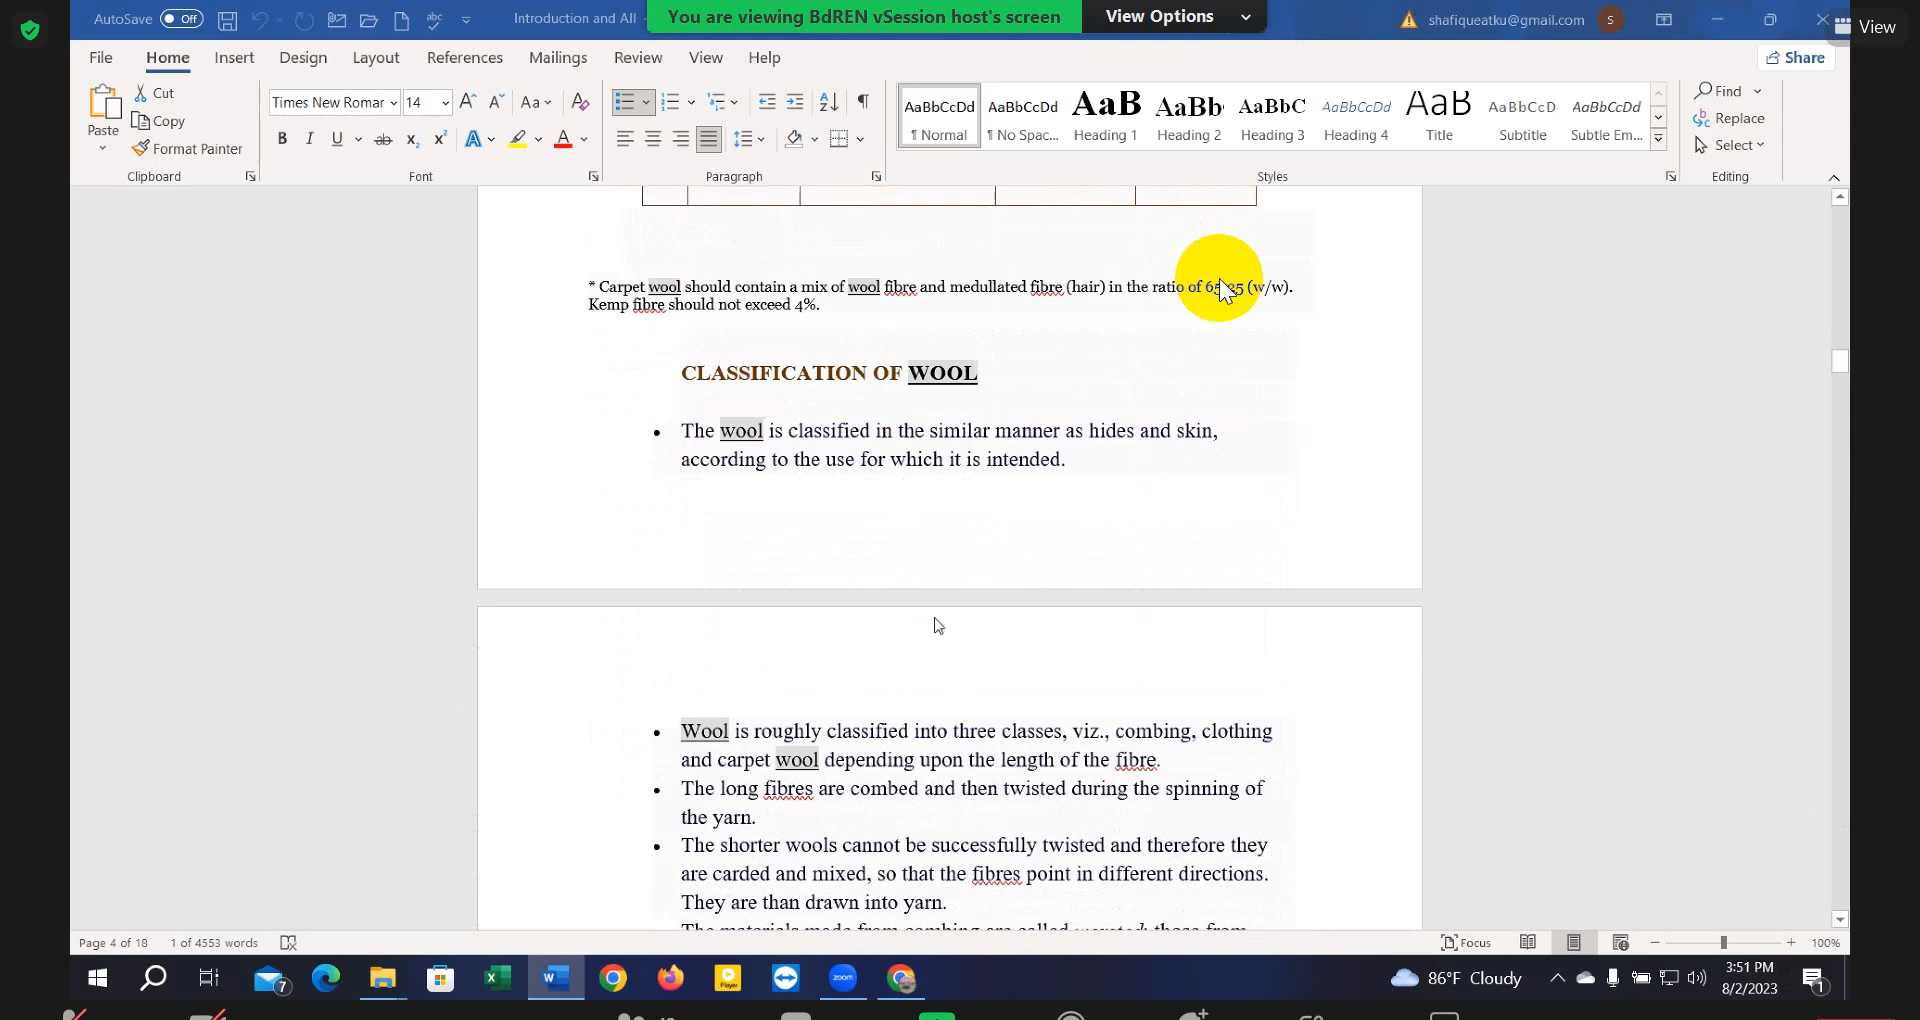 AutoSave Off Introduction and All - You are viewing BdREN vSession host's screen View Options shafiqueatku@gmail.com S View
File Home Insert Design Layout References Mailings Review View Help Share
Paste Cut Copy Format Painter Clipboard
Times New Romar 14 Aa Font
Paragraph
AaBbCcDd AaBbCcDd AaB AaBb AaBbC AaBbCcDd AaB AaBbCcD AaBbCcDd
¶ Normal ¶ No Spac... Heading 1 Heading 2 Heading 3 Heading 4 Title Subtitle Subtle Em...
Styles
Find
Replace
Select
Editing
* Carpet wool should contain a mix of wool fibre and medullated fibre (hair) in the ratio of (w/w).
Kemp fibre should not exceed 4%.
CLASSIFICATION OF WOOL
• The wool is classified in the similar manner as hides and skin,
according to the use for which it is intended.
• Wool is roughly classified into three classes, viz., combing, clothing
and carpet wool depending upon the length of the fibre.
• The long fibres are combed and then twisted during the spinning of
the yarn.
• The shorter wools cannot be successfully twisted and therefore they
are carded and mixed, so that the fibres point in different directions.
They are than drawn into yarn.
Page 4 of 18 1 of 4553 words Focus 100%
7 Player zoom 86°F Cloudy 3:51 PM 1
8/2/2023